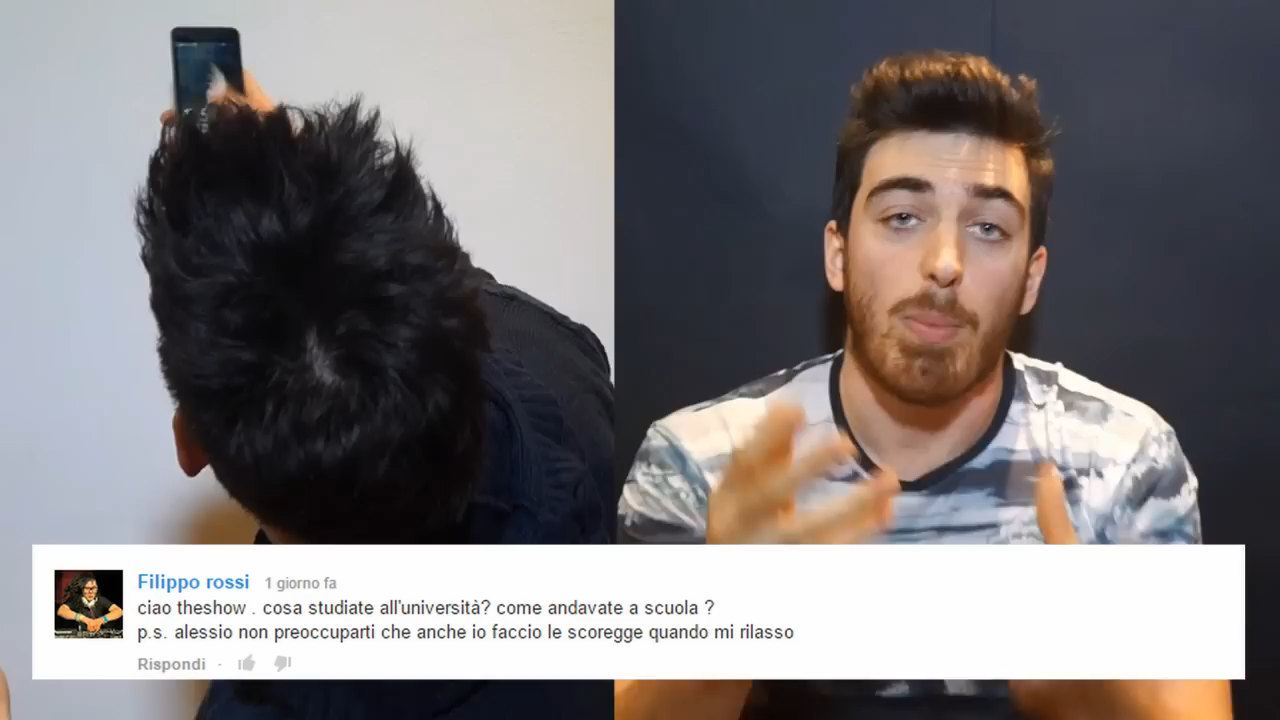 Filippo rossi 1 giorno fa
ciao theshow . cosa studiate all'università? come andavate a scuola ?
p.s. alessio non preoccuparti che anche io faccio le scoregge quando mi rilasso
Rispondi ·